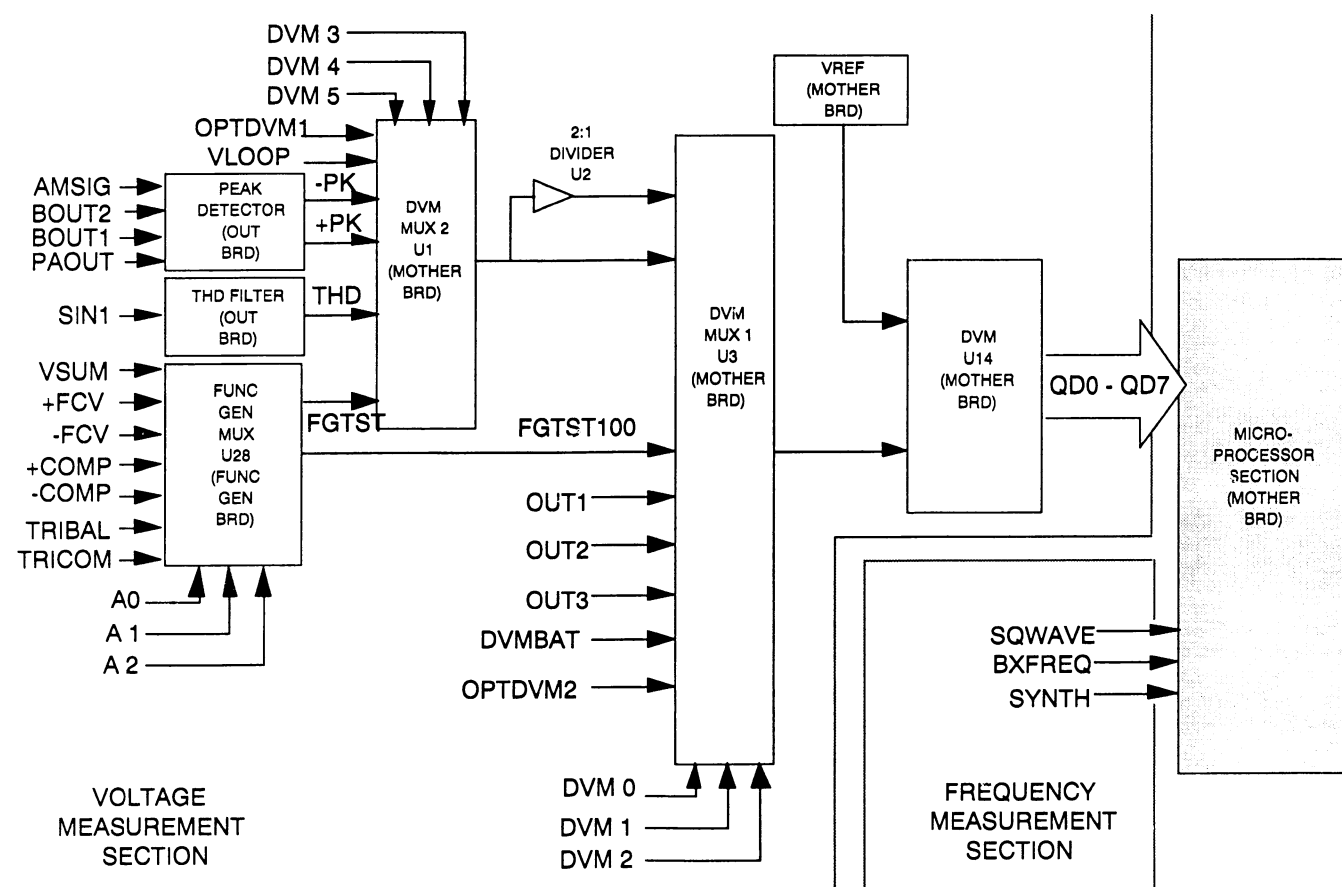 DVM 3
DVM 4
DVM 5
OPTDVM1
VLOOP
AMSIG
BOUT2
BOUT1
PAOUT
PEAK
DETECTOR
(OUT
BRD)
-PK
+PK
SIN1
THD FILTER
(OUT
BRD)
THD
VSUM
+FCV
-FCV
+COMP
-COMP
TRIBAL
TRICOM
FUNC
GEN
MUX
U28
(FUNC
GEN
BRD)
FGTST
A0
A 1
A 2
DVM
MUX 2
U1
(MOTHER
BRD)
2:1
DIVIDER
U2
FGTST100
OUT1
OUT2
OUT3
DVMBAT
OPTDVM2
DVM
MUX 1
U3
(MOTHER
BRD)
DVM 0
DVM 1
DVM 2
VREF
(MOTHER
BRD)
DVM
U14
(MOTHER
BRD)
QD0 - QD7
MICRO-
PROCESSOR
SECTION
(MOTHER
BRD)
SQWAVE
BXFREQ
SYNTH
VOLTAGE
MEASUREMENT
SECTION
FREQUENCY
MEASUREMENT
SECTION